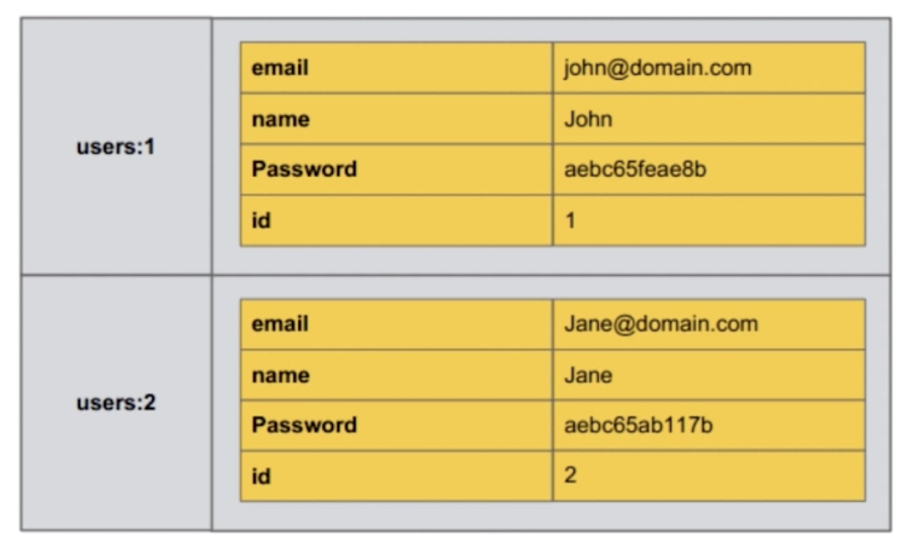 users:1
email john@domain.com
name John
Password aebc65feae8b
id 1
users:2
email Jane@domain.com
name Jane
Password aebc65ab117b
id 2